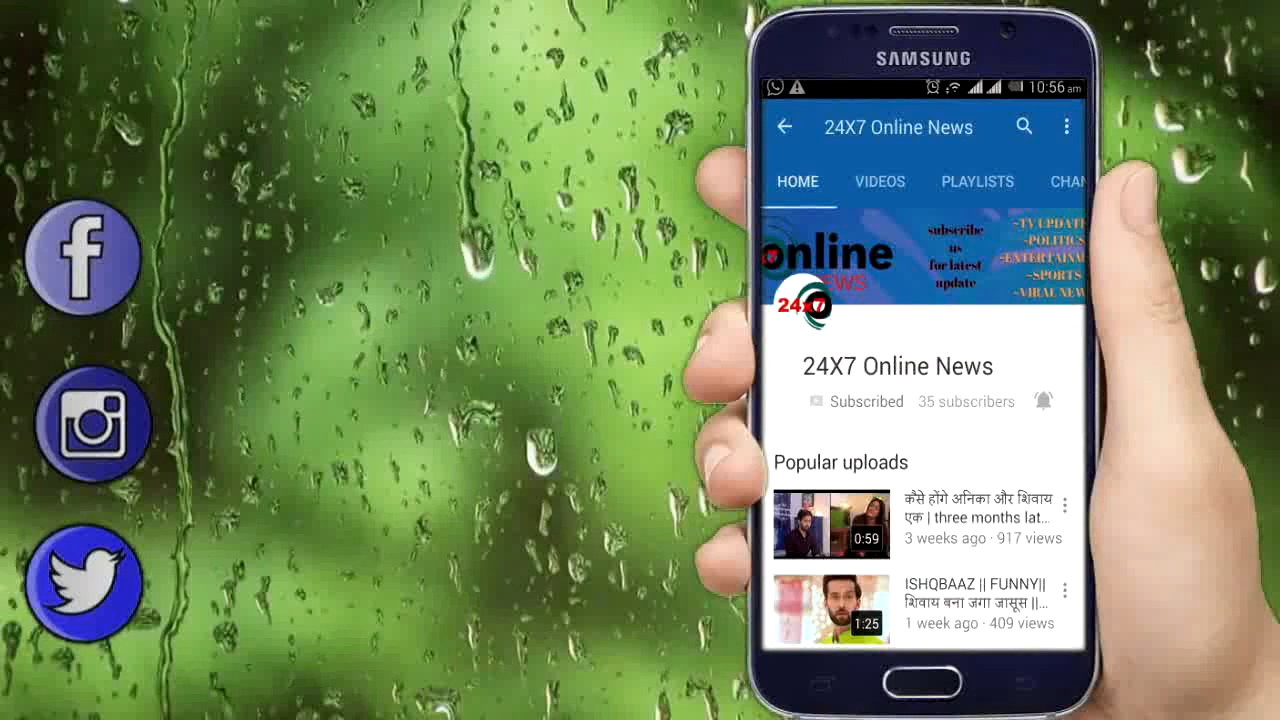 SAMSUNG
10:56 am
24X7 Online News
HOME VIDEOS PLAYLISTS CHAN
online
NEWS
24x7
subscribe
us
for latest
update
~TV UPDATE
~POLITICS
~ENTERTAINM
~SPORTS
~VIRAL NEW
24X7 Online News
Subscribed 35 subscribers
Popular uploads
कैसे होंगे अनिका और शिवाय
एक | three months lat...
3 weeks ago · 917 views
0:59
ISHQBAAZ || FUNNY||
शिवाय बना जगा जासूस ||...
1 week ago · 409 views
1:25